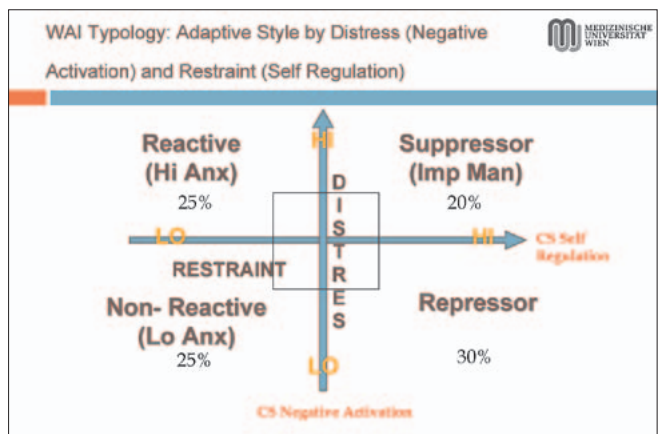 WAI Typology: Adaptive Style by Distress (Negative
Activation) and Restraint (Self Regulation)
MEDIZINISCHE
UNIVERSITÄT
WIEN
HI
Reactive
(Hi Anx)
25%
Suppressor
(Imp Man)
20%
DISTRES
LO
HI
CS Self
Regulation
RESTRAINT
Non- Reactive
(Lo Anx)
25%
Repressor
30%
LO
CS Negative Activation